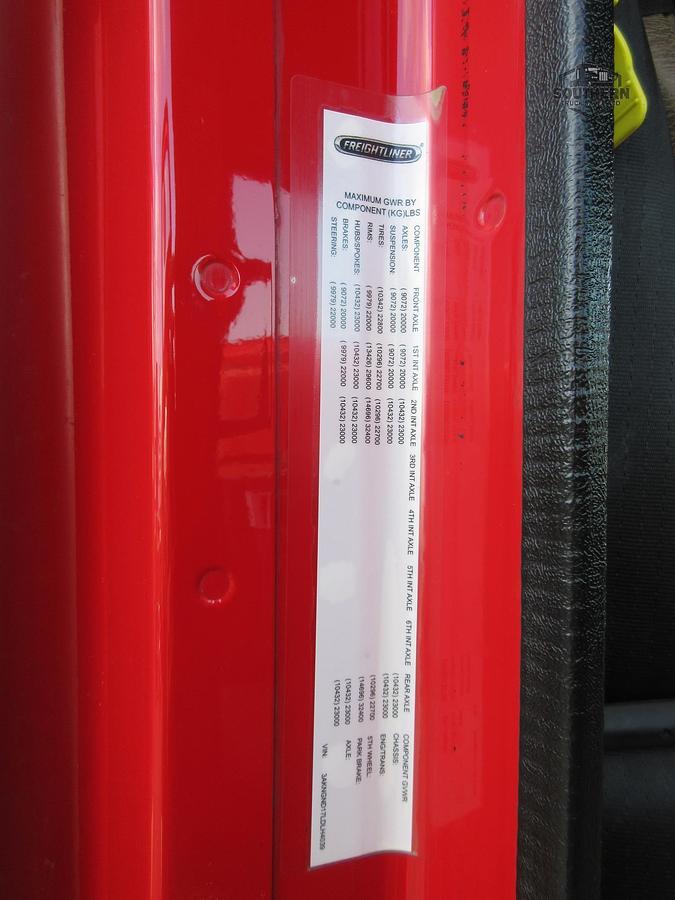 FREIGHTLINER
MAXIMUM GWR BY
COMPONENT (KG)LBS
COMPONENT FRONT AXLE 1ST INT AXLE 2ND INT AXLE 3RD INT AXLE 4TH INT AXLE 5TH INT AXLE 6TH INT AXLE REAR AXLE COMPONENT GVWR
AXLES: ( 9072) 20000 ( 9072) 20000 (10432) 23000 (10432) 23000 CHASSIS:
SUSPENSION: ( 9072) 20000 ( 9072) 20000 (10432) 23000 (10432) 23000 ENG/TRANS:
TIRES: (10342) 22800 (10296) 22700 (10296) 22700 (10296) 22700 5TH WHEEL:
RIMS: ( 9979) 22000 (13426) 29600 (14696) 32400 (14696) 32400 PARK BRAKE:
HUBS/SPOKES: (10432) 23000 (10432) 23000 (10432) 23000 (10432) 23000 AXLE:
BRAKES: ( 9072) 20000 ( 9979) 22000 (10432) 23000 (10432) 23000
STEERING: ( 9979) 22000
VIN: 3AKNGND17LDLH4039
SOUTHERN